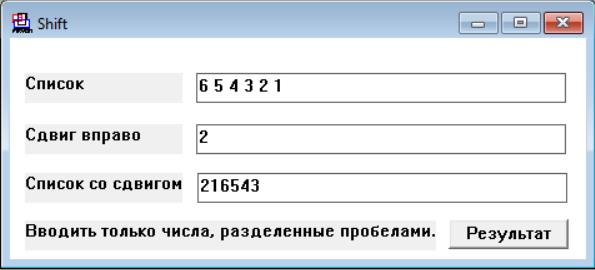 Shift
Список 6 5 4 3 2 1
Сдвиг вправо 2
Список со сдвигом 216543
Вводить только числа, разделенные пробелами. Результат